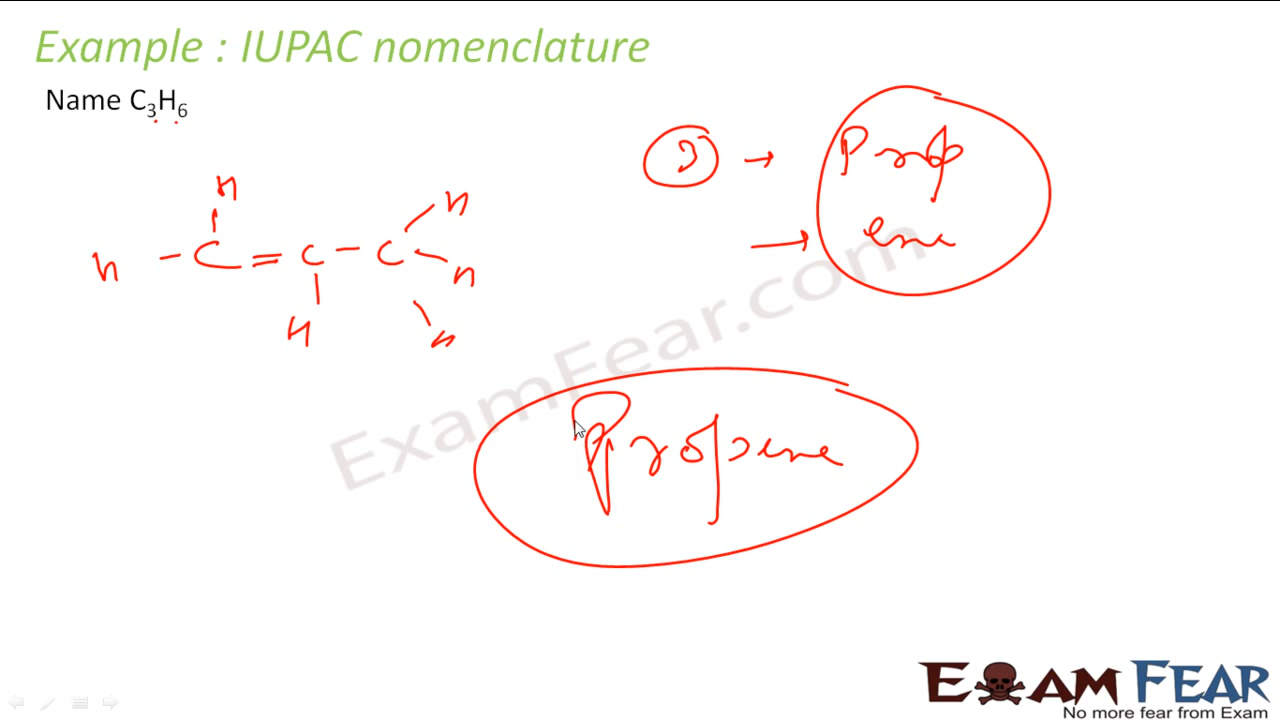 Example : IUPAC nomenclature
Name C₃H₆
3 → Prop
→ ene
H
H - C = C - C H
H
H
H
Propene
ExamFear.com
EXAM FEAR
No more fear from Exam